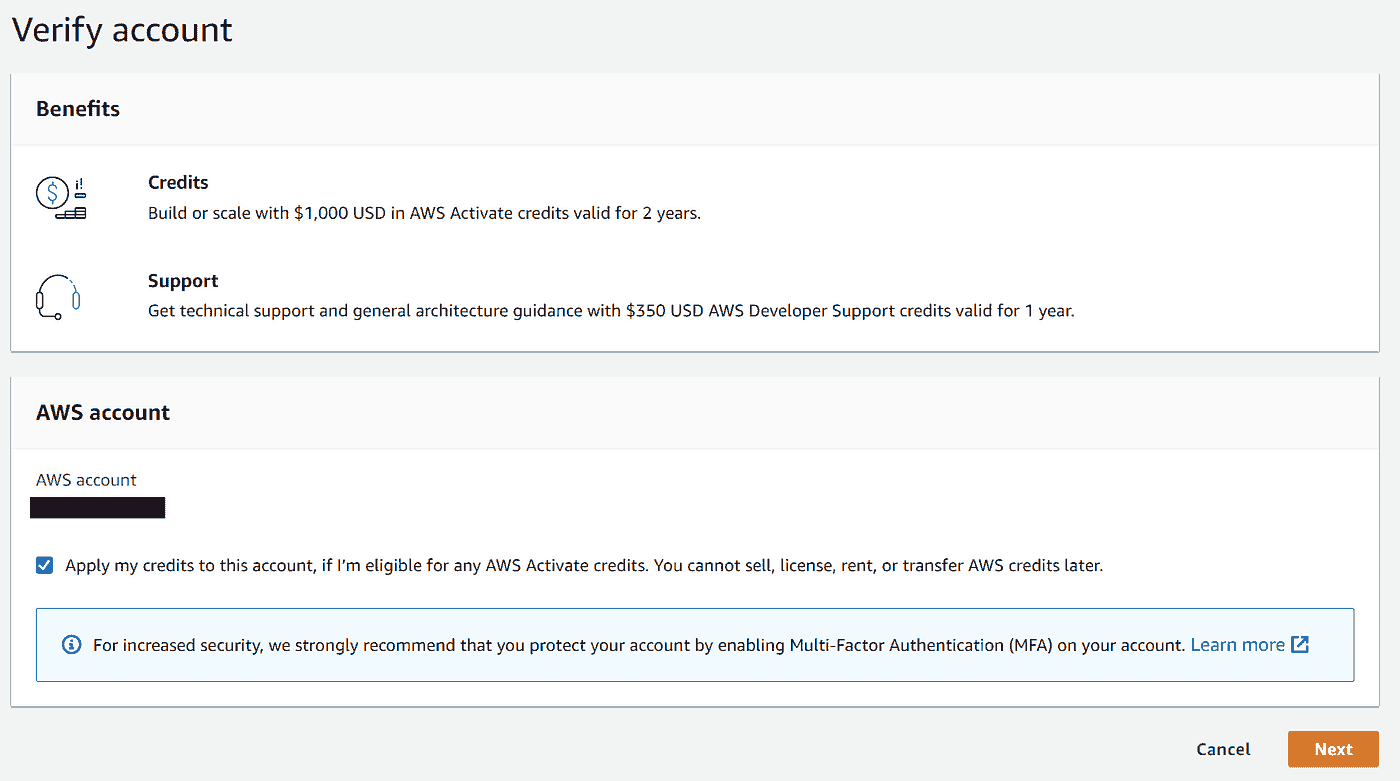 Verify account
Benefits
Credits
Build or scale with $1,000 USD in AWS Activate credits valid for 2 years.
Support
Get technical support and general architecture guidance with $350 USD AWS Developer Support credits valid for 1 year.
AWS account
AWS account
Apply my credits to this account, if I'm eligible for any AWS Activate credits. You cannot sell, license, rent, or transfer AWS credits later.
For increased security, we strongly recommend that you protect your account by enabling Multi-Factor Authentication (MFA) on your account. Learn more
Cancel
Next